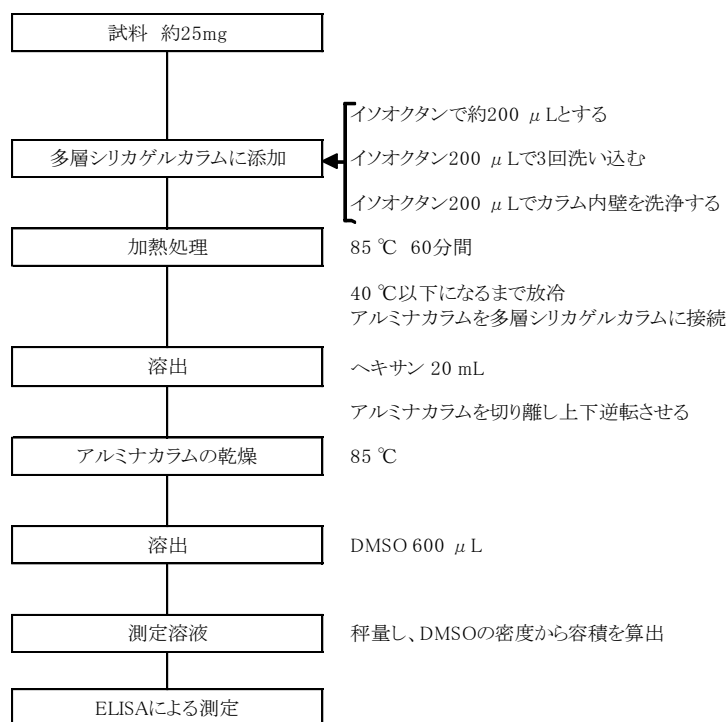 試料 約25mg
イソオクタンで約200 μLとする
多層シリカゲルカラムに添加
イソオクタン200 μLで3回洗い込む
イソオクタン200 μLでカラム内壁を洗浄する
加熱処理
85 ℃ 60分間
40 ℃以下になるまで放冷
アルミナカラムを多層シリカゲルカラムに接続
溶出
ヘキサン 20 mL
アルミナカラムを切り離し上下逆転させる
アルミナカラムの乾燥
85 ℃
溶出
DMSO 600 μL
測定溶液
秤量し、DMSOの密度から容積を算出
ELISAによる測定